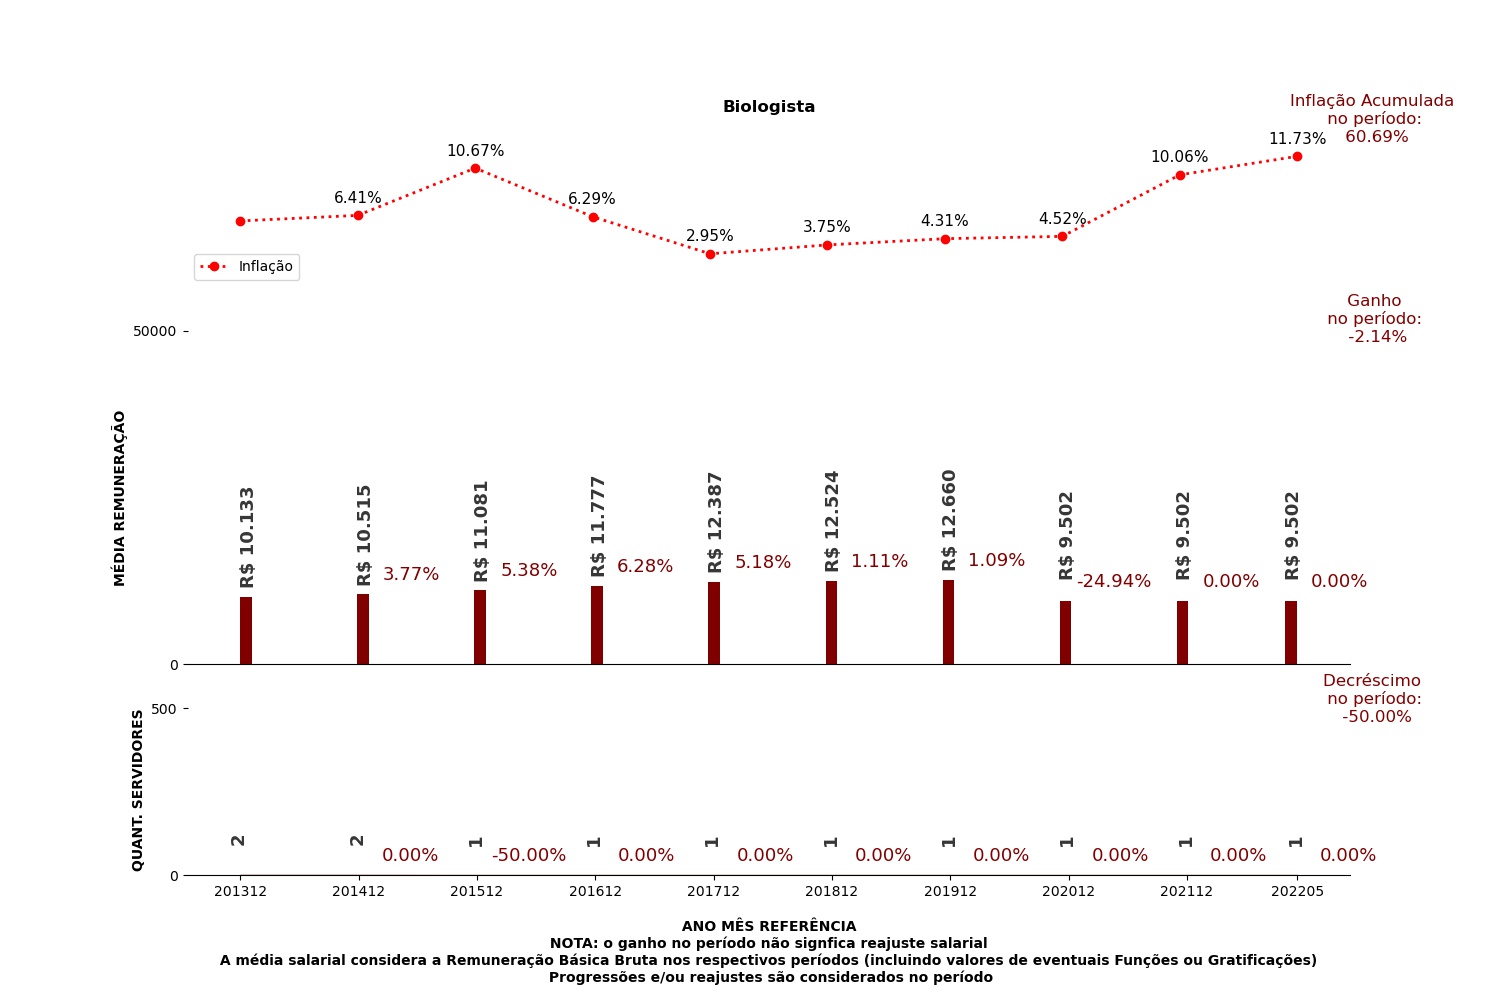 Biologista
Inflação Acumulada
no período:
60.69%
6.41%
10.67%
6.29%
2.95%
3.75%
4.31%
4.52%
10.06%
11.73%
Inflação
Ganho
no período:
-2.14%
50000
0
MÉDIA REMUNERAÇÃO
R$ 10.133
R$ 10.515
R$ 11.081
R$ 11.777
R$ 12.387
R$ 12.524
R$ 12.660
R$ 9.502
R$ 9.502
R$ 9.502
3.77%
5.38%
6.28%
5.18%
1.11%
1.09%
-24.94%
0.00%
0.00%
Decréscimo
no período:
-50.00%
500
0
QUANT. SERVIDORES
2
2
1
1
1
1
1
1
1
1
0.00%
-50.00%
0.00%
0.00%
0.00%
0.00%
0.00%
0.00%
0.00%
201312
201412
201512
201612
201712
201812
201912
202012
202112
202205
ANO MÊS REFERÊNCIA
NOTA: o ganho no período não signfica reajuste salarial
A média salarial considera a Remuneração Básica Bruta nos respectivos períodos (incluindo valores de eventuais Funções ou Gratificações)
Progressões e/ou reajustes são considerados no período